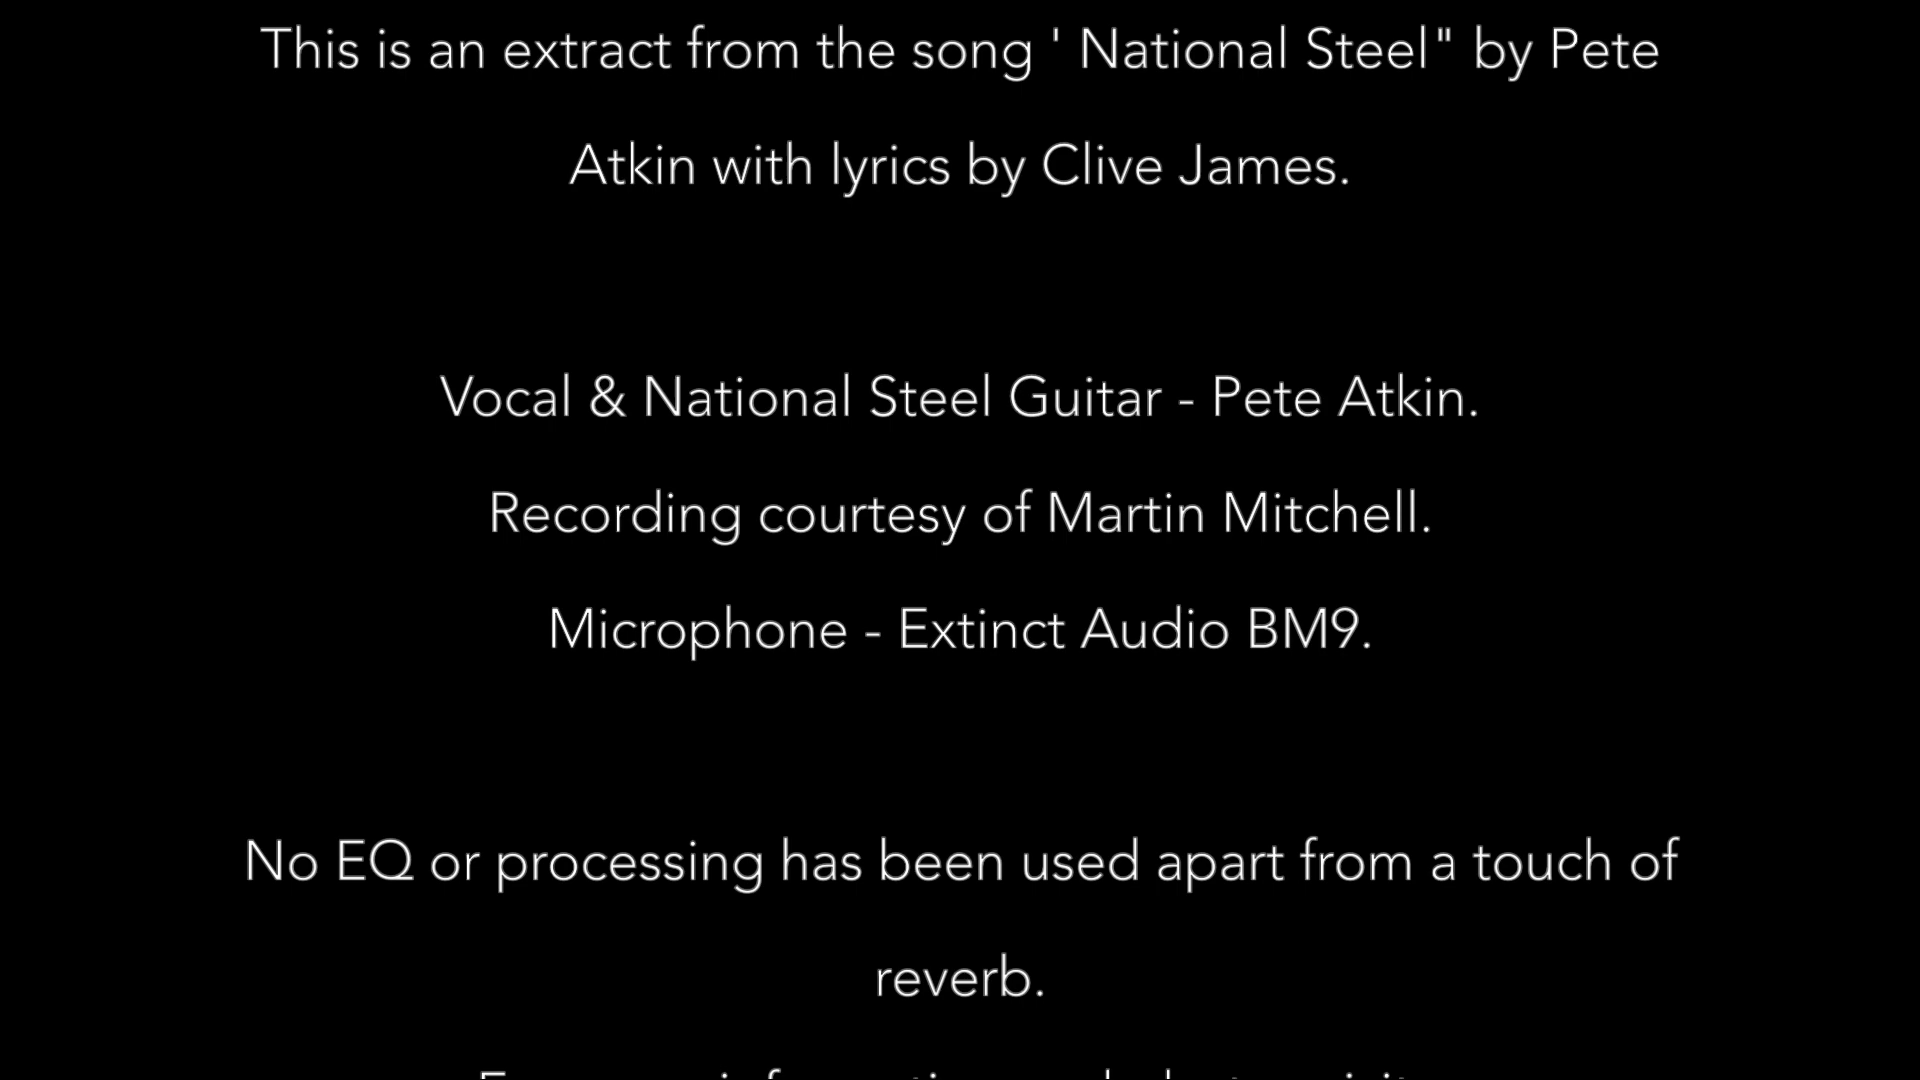 This is an extract from the song ' National Steel" by Pete
Atkin with lyrics by Clive James.
Vocal & National Steel Guitar - Pete Atkin.
Recording courtesy of Martin Mitchell.
Microphone - Extinct Audio BM9.
No EQ or processing has been used apart from a touch of
reverb.